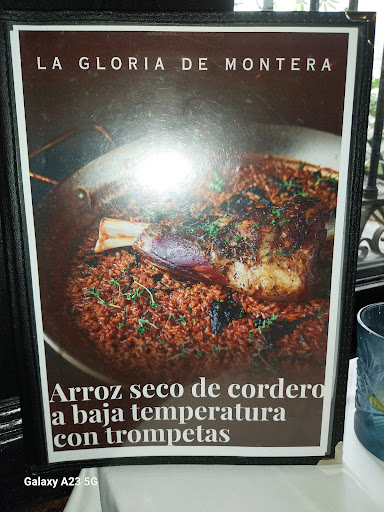 LA GLORIA DE MONTERA
Arroz seco de cordero
a baja temperatura
con trompetas
Galaxy A23 5G